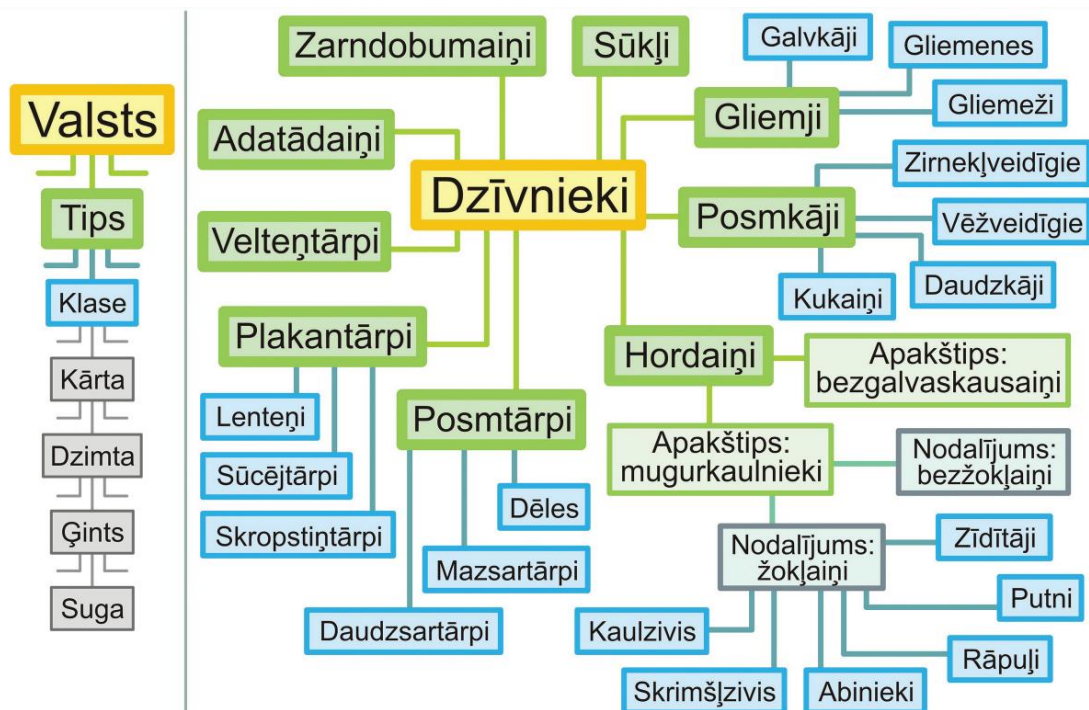 Valsts
Tips
Klase
Kārta
Dzimta
Ģints
Suga
Zarndobumaiņi
Sūkļi
Adatādaiņi
Dzīvnieki
Velteņtārpi
Plakantārpi
Lenteņi
Sūcējtārpi
Skropstiņtārpi
Posmtārpi
Dēles
Mazsartārpi
Daudzsartārpi
Gliemji
Galvkāji
Gliemenes
Gliemeži
Posmkāji
Zirnekļveidīgie
Vēžveidīgie
Daudzkāji
Kukaiņi
Hordaiņi
Apakštips:
bezgalvaskausaiņi
Apakštips:
mugurkaulnieki
Nodalījums:
bezžokļaiņi
Nodalījums:
žokļaiņi
Zīdītāji
Putni
Rāpuļi
Abinieki
Skrimšļzivis
Kaulzivis